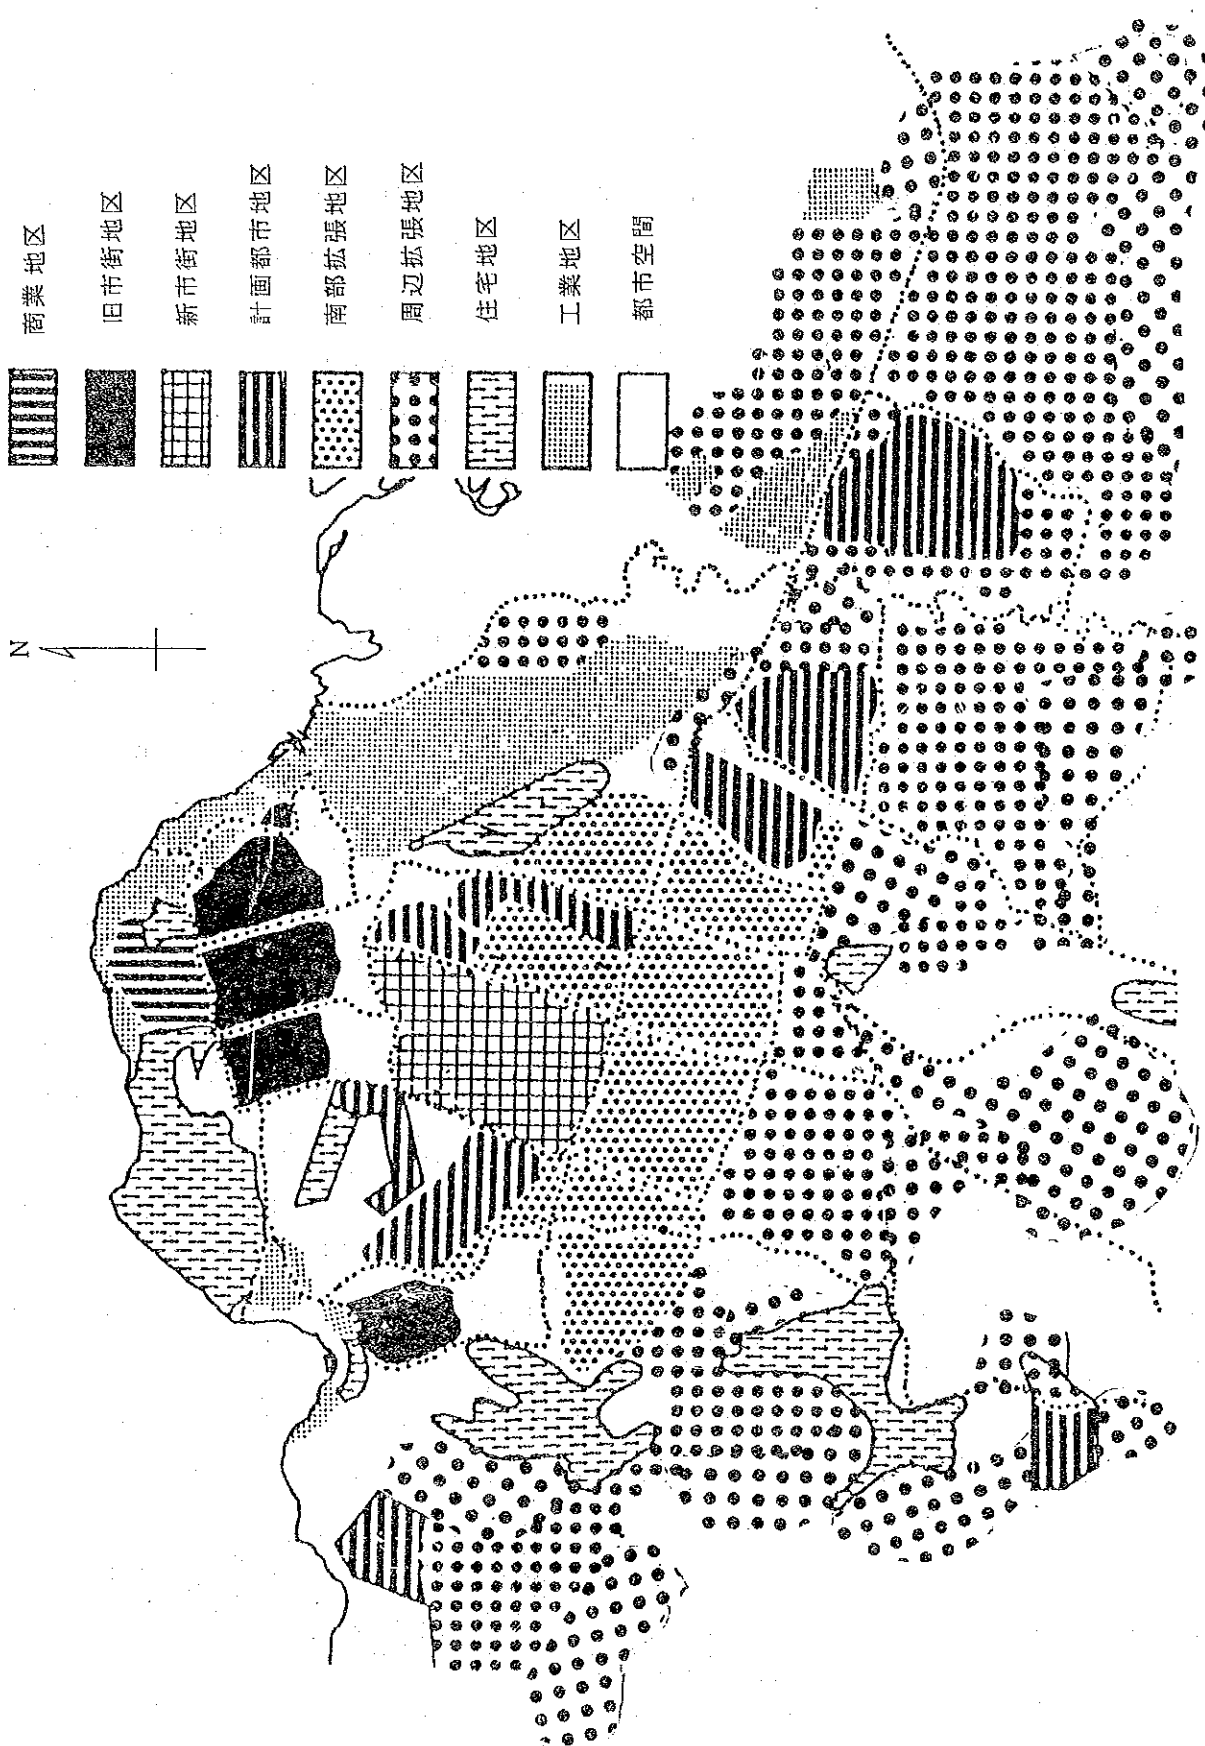 N
商業地区
旧市街地区
新市街地区
計画都市地区
南部拡張地区
周辺拡張地区
住宅地区
工業地区
都市空間